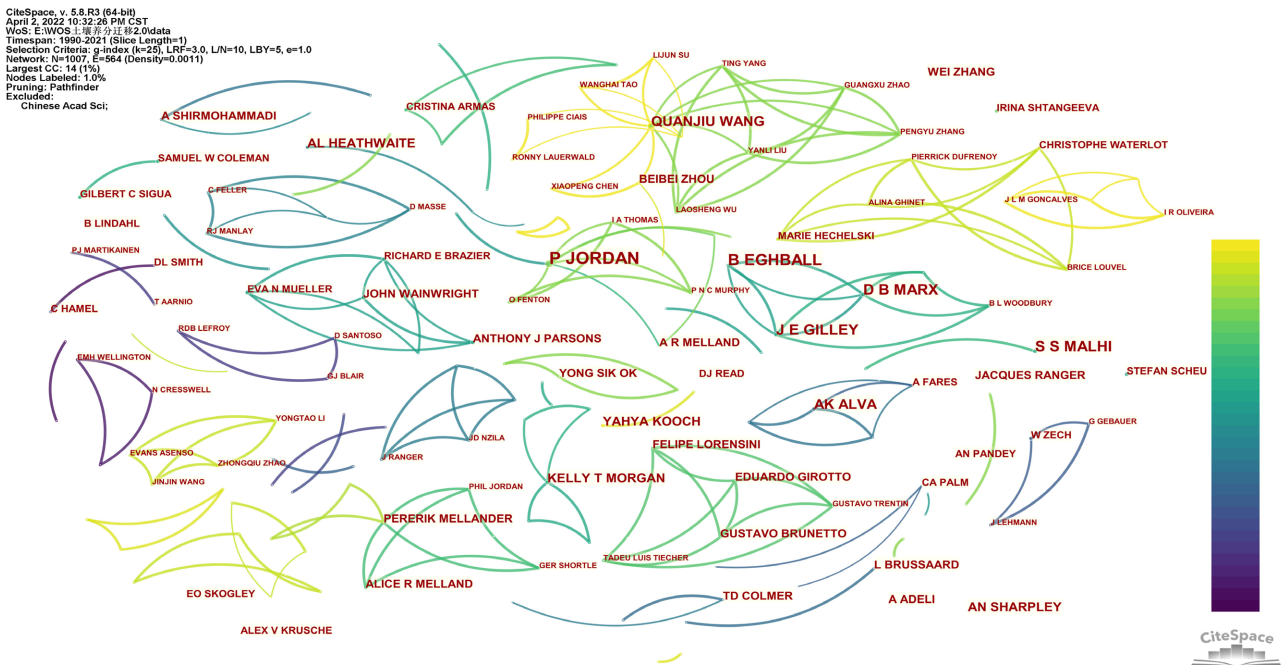 CiteSpace, v. 5.8.R3 (64-bit)
April 2, 2022 10:32:26 PM CST
WoS: E:\WOS土壤养分迁移2.0\data
Timespan: 1990-2021 (Slice Length=1)
Selection Criteria: g-index (k=25), LRF=3.0, L/N=10, LBY=5, e=1.0
Network: N=1007, E=564 (Density=0.0011)
Largest CC: 14 (1%)
Nodes Labeled: 1.0%
Pruning: Pathfinder
Excluded:
Chinese Acad Sci;
LIJUN SU
TING YANG
WEI ZHANG
WANGHAI TAO
GUANGXU ZHAO
CRISTINA ARMAS
IRINA SHTANGEEVA
A SHIRMOHAMMADI
PHILIPPE CIAIS
QUANJIU WANG
PENGYU ZHANG
AL HEATHWAITE
CHRISTOPHE WATERLOT
YANLI LIU
SAMUEL W COLEMAN
RONNY LAUERWALD
PIERRICK DUFRENOY
BEIBEI ZHOU
XIAOPENG CHEN
GILBERT C SIGUA
C FELLER
J L M GONCALVES
ALINA GHINET
D MASSE
LAOSHENG WU
I R OLIVEIRA
B LINDAHL
I A THOMAS
RJ MANLAY
MARIE HECHELSKI
PJ MARTIKAINEN
RICHARD E BRAZIER
P JORDAN
B EGHBALL
DL SMITH
BRICE LOUVEL
EVA N MUELLER
JOHN WAINWRIGHT
P N C MURPHY
D B MARX
O FENTON
T AARNIO
B L WOODBURY
C HAMEL
RDB LEFROY
J E GILLEY
D SANTOSO
ANTHONY J PARSONS
A R MELLAND
S S MALHI
EMH WELLINGTON
YONG SIK OK
DJ READ
STEFAN SCHEU
GJ BLAIR
JACQUES RANGER
A FARES
N CRESSWELL
AK ALVA
YONGTAO LI
YAHYA KOOCH
G GEBAUER
W ZECH
JD NZILA
FELIPE LORENSINI
EVANS ASENSO
AN PANDEY
J RANGER
ZHONGQIU ZHAO
KELLY T MORGAN
EDUARDO GIROTTO
JINJIN WANG
CA PALM
PHIL JORDAN
GUSTAVO TRENTIN
PERERIK MELLANDER
J LEHMANN
GUSTAVO BRUNETTO
TADEU LUIS TIECHER
GER SHORTLE
L BRUSSAARD
ALICE R MELLAND
EO SKOGLEY
TD COLMER
A ADELI
AN SHARPLEY
ALEX V KRUSCHE
CiteSpace